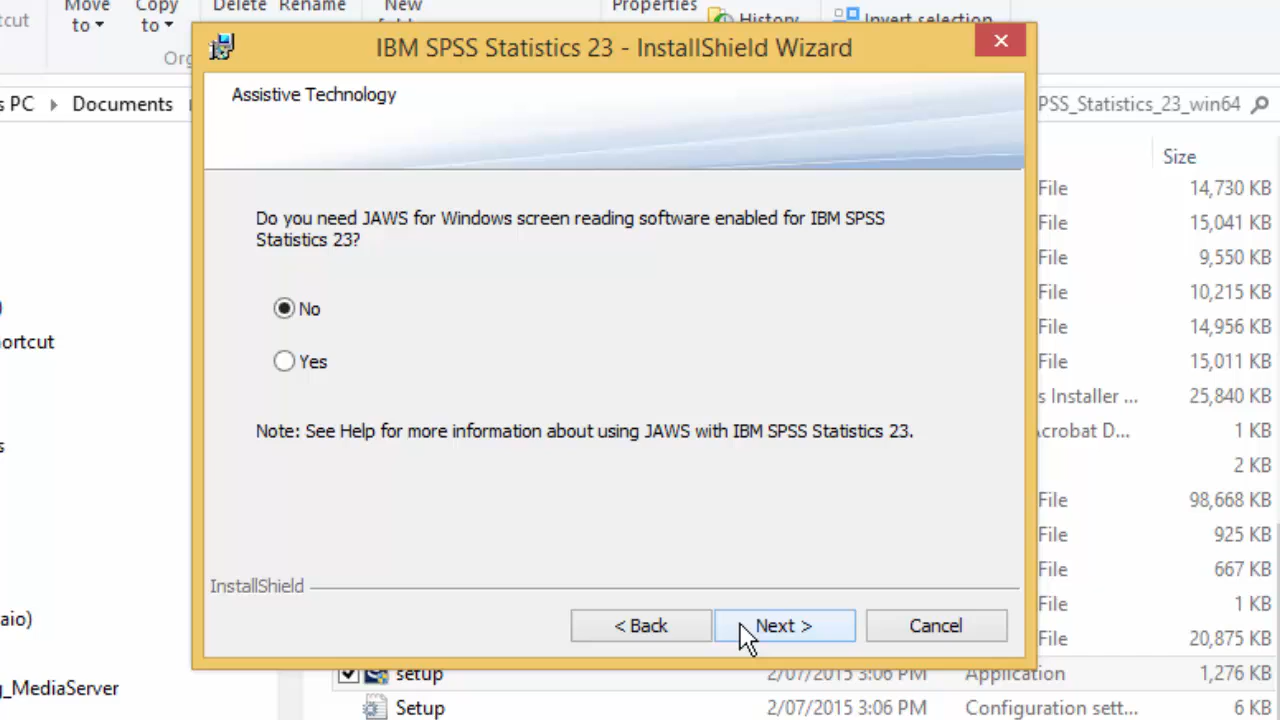 Move
to
Copy
to
Delete
Rename
New
Properties
History
Invert selection
IBM SPSS Statistics 23 - InstallShield Wizard
s PC
Documents
PSS_Statistics_23_win64
Assistive Technology
Size
Do you need JAWS for Windows screen reading software enabled for IBM SPSS
Statistics 23?
No
Yes
Note: See Help for more information about using JAWS with IBM SPSS Statistics 23.
InstallShield
< Back
Next >
Cancel
File 14,730 KB
File 15,041 KB
File 9,550 KB
File 10,215 KB
File 14,956 KB
File 15,011 KB
s Installer ... 25,840 KB
Acrobat D... 1 KB
2 KB
File 98,668 KB
File 925 KB
File 667 KB
File 1 KB
File 20,875 KB
ortcut
aio)
_MediaServer
setup 2/07/2015 3:06 PM Application 1,276 KB
Setup 2/07/2015 3:06 PM Configuration sett... 6 KB